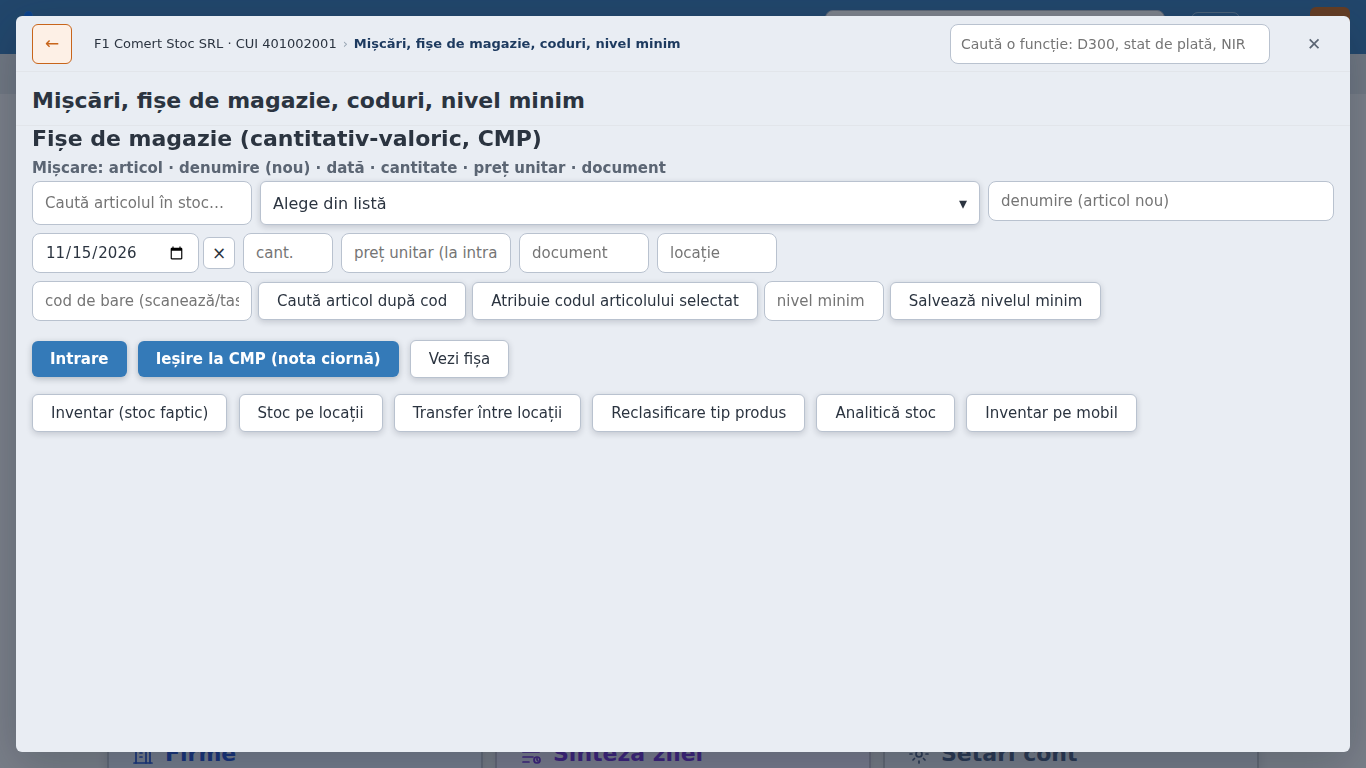 ← F1 Comert Stoc SRL · CUI 401002001 › Mișcări, fișe de magazie, coduri, nivel minim Caută o funcție: D300, stat de plată, NIR ✕
Mișcări, fișe de magazie, coduri, nivel minim
Fișe de magazie (cantitativ-valoric, CMP)
Mișcare: articol · denumire (nou) · dată · cantitate · preț unitar · document
Caută articolul în stoc... Alege din listă ▾ denumire (articol nou)
11/15/2026 × cant. preț unitar (la intra document locație
cod de bare (scanează/tas Caută articol după cod Atribuie codul articolului selectat nivel minim Salvează nivelul minim
Intrare Ieșire la CMP (nota ciornă) Vezi fișa
Inventar (stoc faptic) Stoc pe locații Transfer între locații Reclasificare tip produs Analitică stoc Inventar pe mobil
Firme Sinteza zilei Setări cont